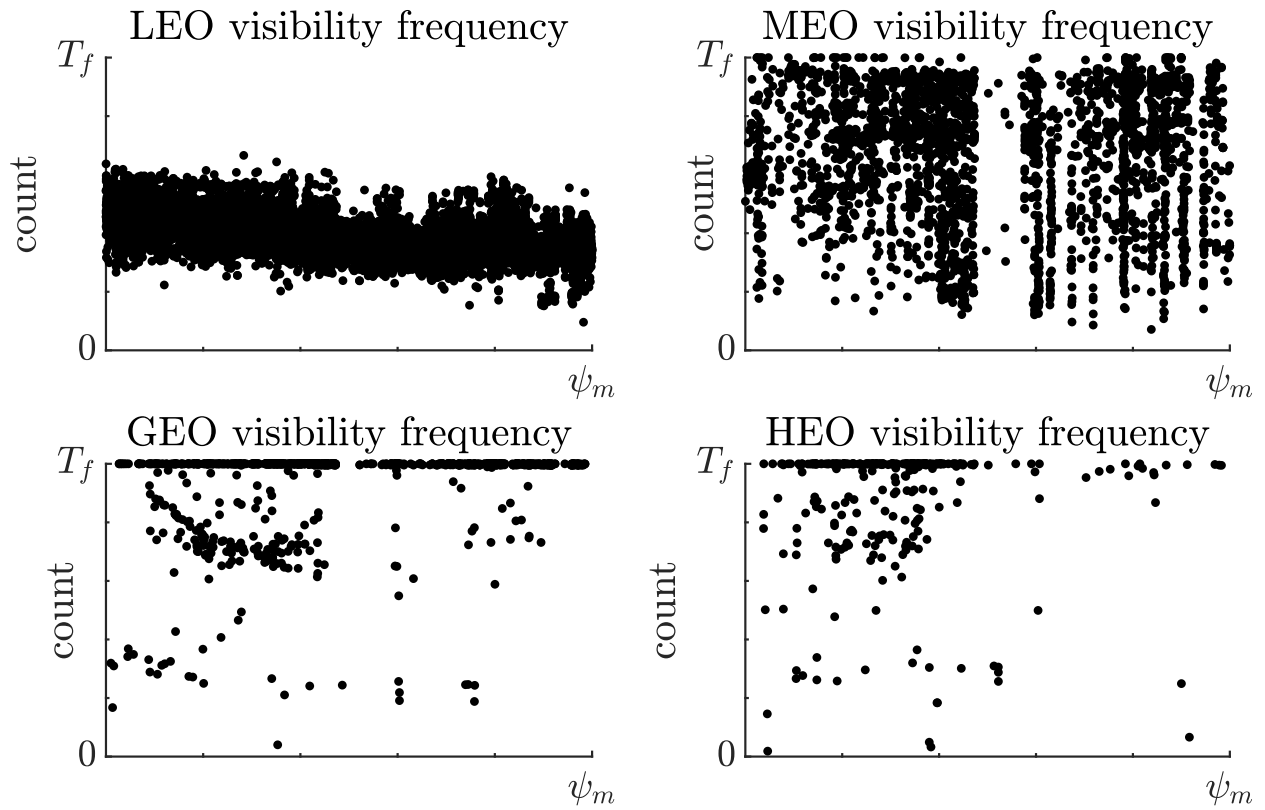 LEO visibility frequency
T_f
count
0
ψ_m
MEO visibility frequency
T_f
count
0
ψ_m
GEO visibility frequency
T_f
count
0
ψ_m
HEO visibility frequency
T_f
count
0
ψ_m